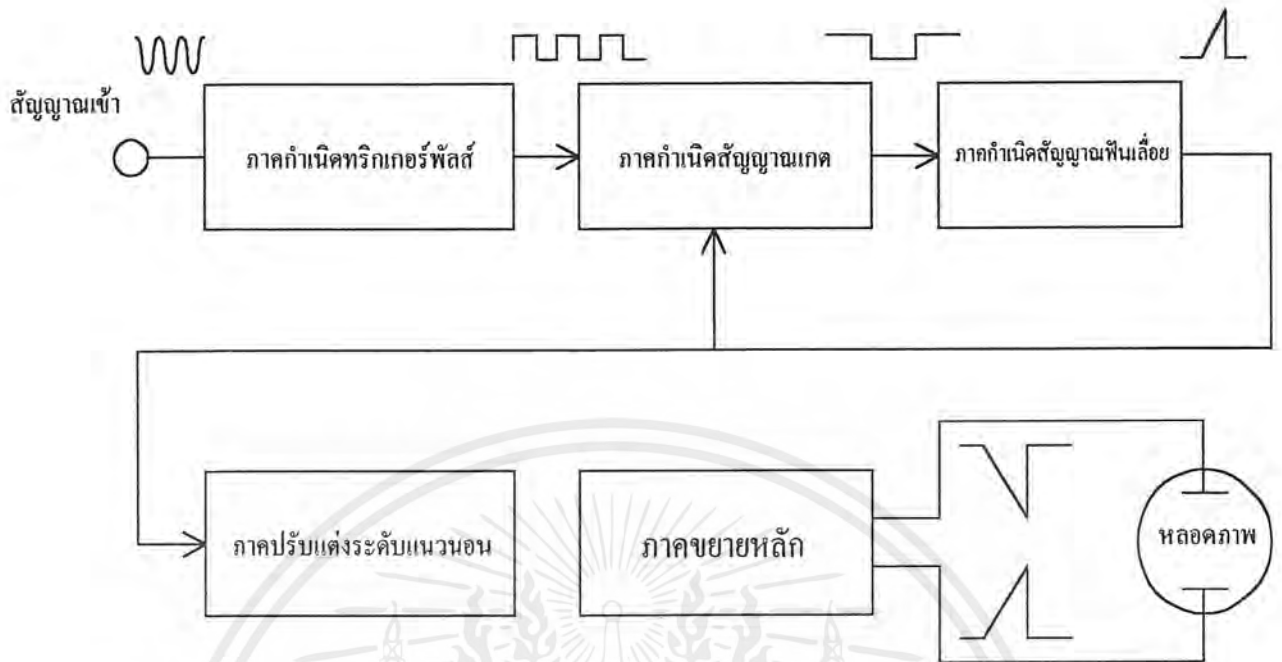 สัญญาณเข้า
ภาคกำเนิดทริกเกอร์พัลส์
ภาคกำเนิดสัญญาณเกต
ภาคกำเนิดสัญญาณฟันเลื่อย
ภาคปรับแต่งระดับแนวนอน
ภาคขยายหลัก
หลอดภาพ